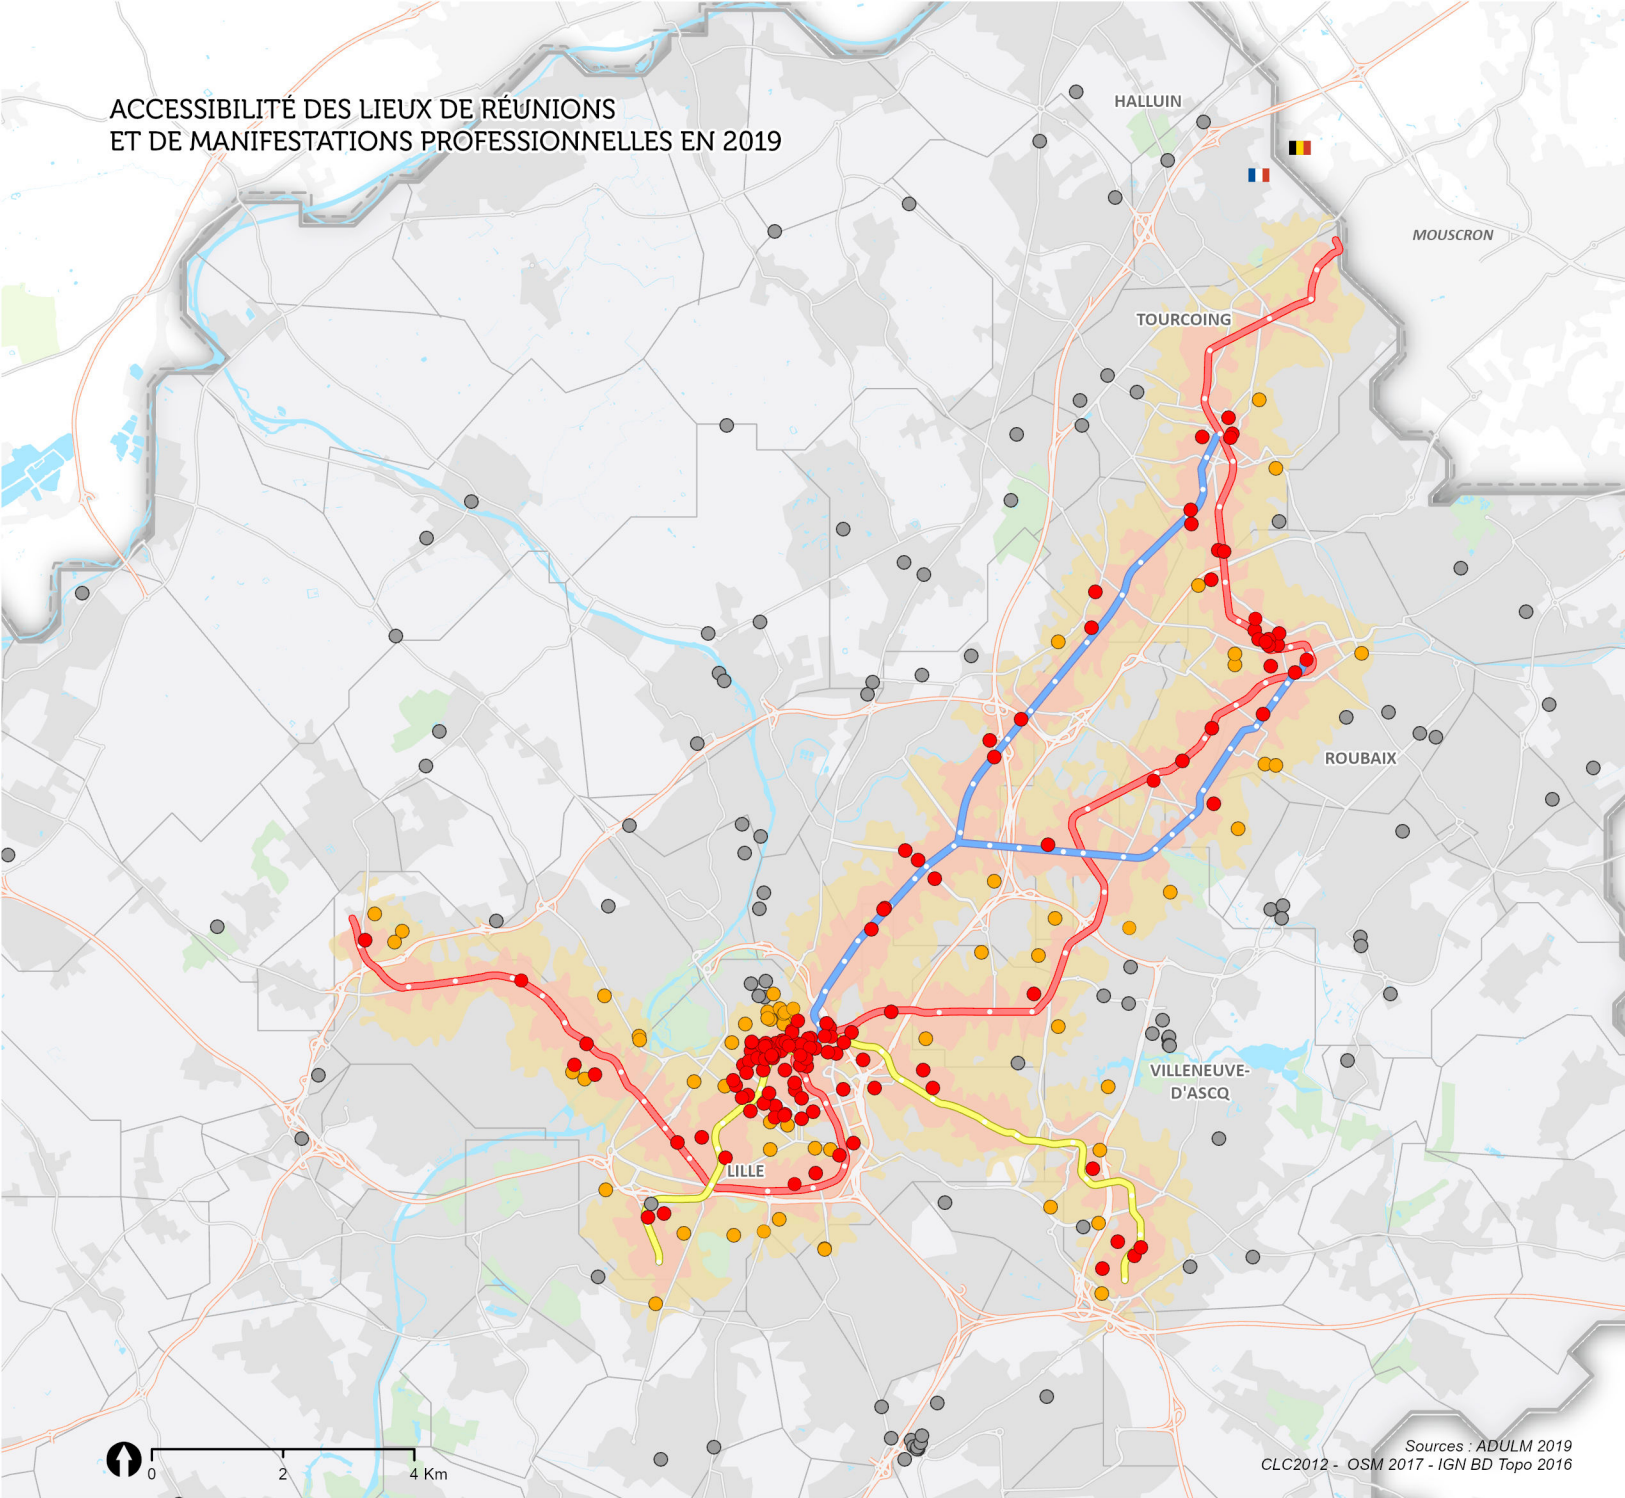 ACCESSIBILITÉ DES LIEUX DE RÉUNIONS
ET DE MANIFESTATIONS PROFESSIONNELLES EN 2019
HALLUIN
MOUSCRON
TOURCOING
ROUBAIX
VILLENEUVE-
D'ASCQ
LILLE
0 2 4 Km
Sources : ADULM 2019
CLC2012 - OSM 2017 - IGN BD Topo 2016